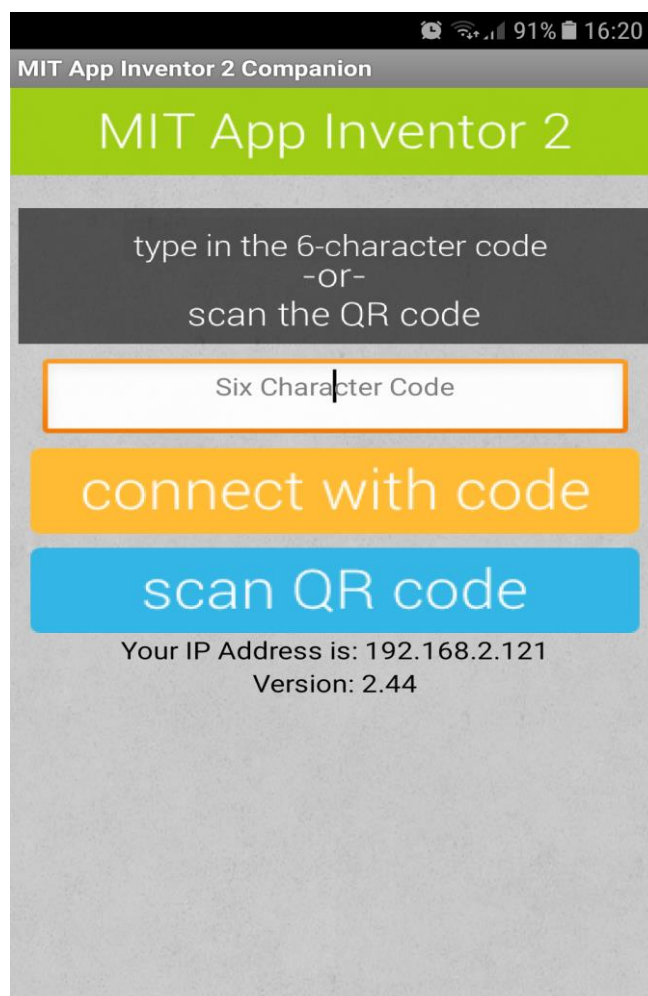 91% 16:20
MIT App Inventor 2 Companion
MIT App Inventor 2
type in the 6-character code
-or-
scan the QR code
Six Character Code
connect with code
scan QR code
Your IP Address is: 192.168.2.121
Version: 2.44